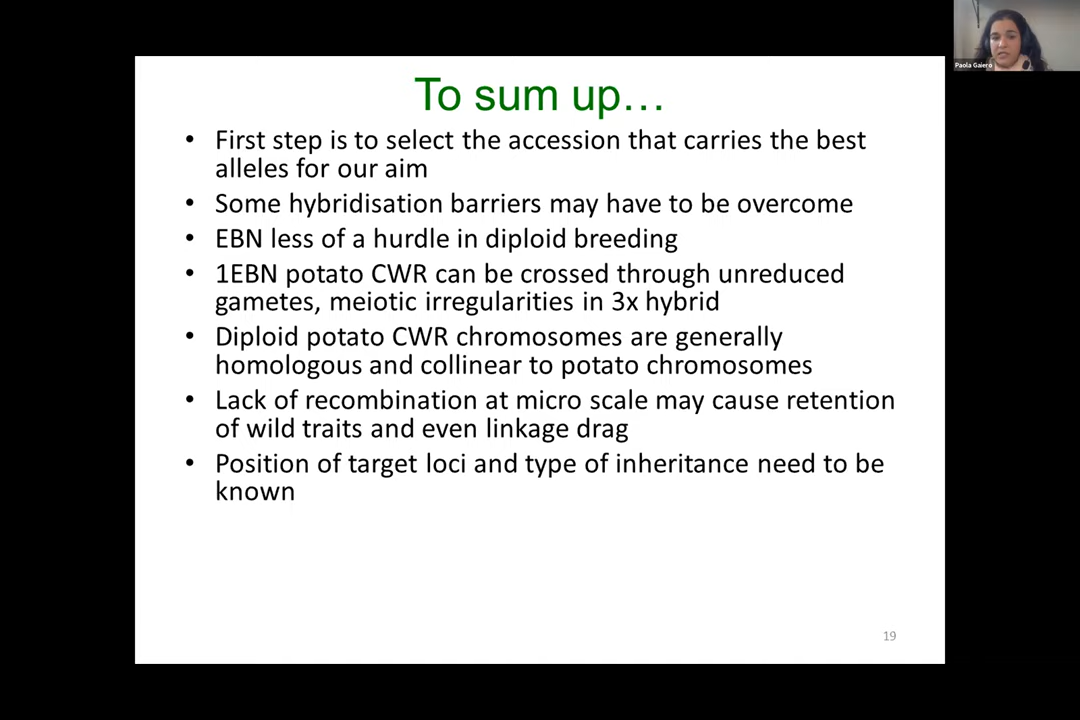 Paola Gaiero
To sum up…
• First step is to select the accession that carries the best
alleles for our aim
• Some hybridisation barriers may have to be overcome
• EBN less of a hurdle in diploid breeding
• 1EBN potato CWR can be crossed through unreduced
gametes, meiotic irregularities in 3x hybrid
• Diploid potato CWR chromosomes are generally
homologous and collinear to potato chromosomes
• Lack of recombination at micro scale may cause retention
of wild traits and even linkage drag
• Position of target loci and type of inheritance need to be
known
19